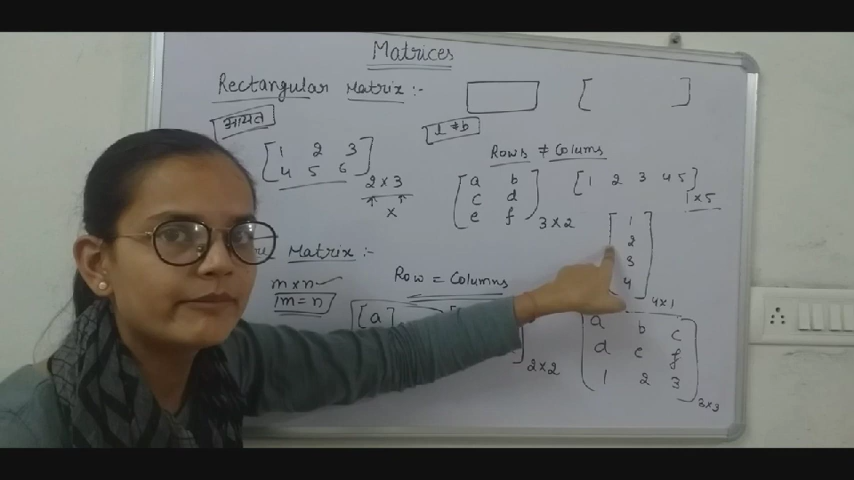 Matrices
Rectangular Matrix :-
आयत
l ≠ b
1 2 3
4 5 6
2 × 3
x
Rows ≠ Colums
a b
c d
e f
3 × 2
[1 2 3 4 5]
1 × 5
1
2
3
4
4×1
Matrix :-
m × n
m = n
Row = Columns
[a]
2×2
a b c
d e f
1 2 3
3×3